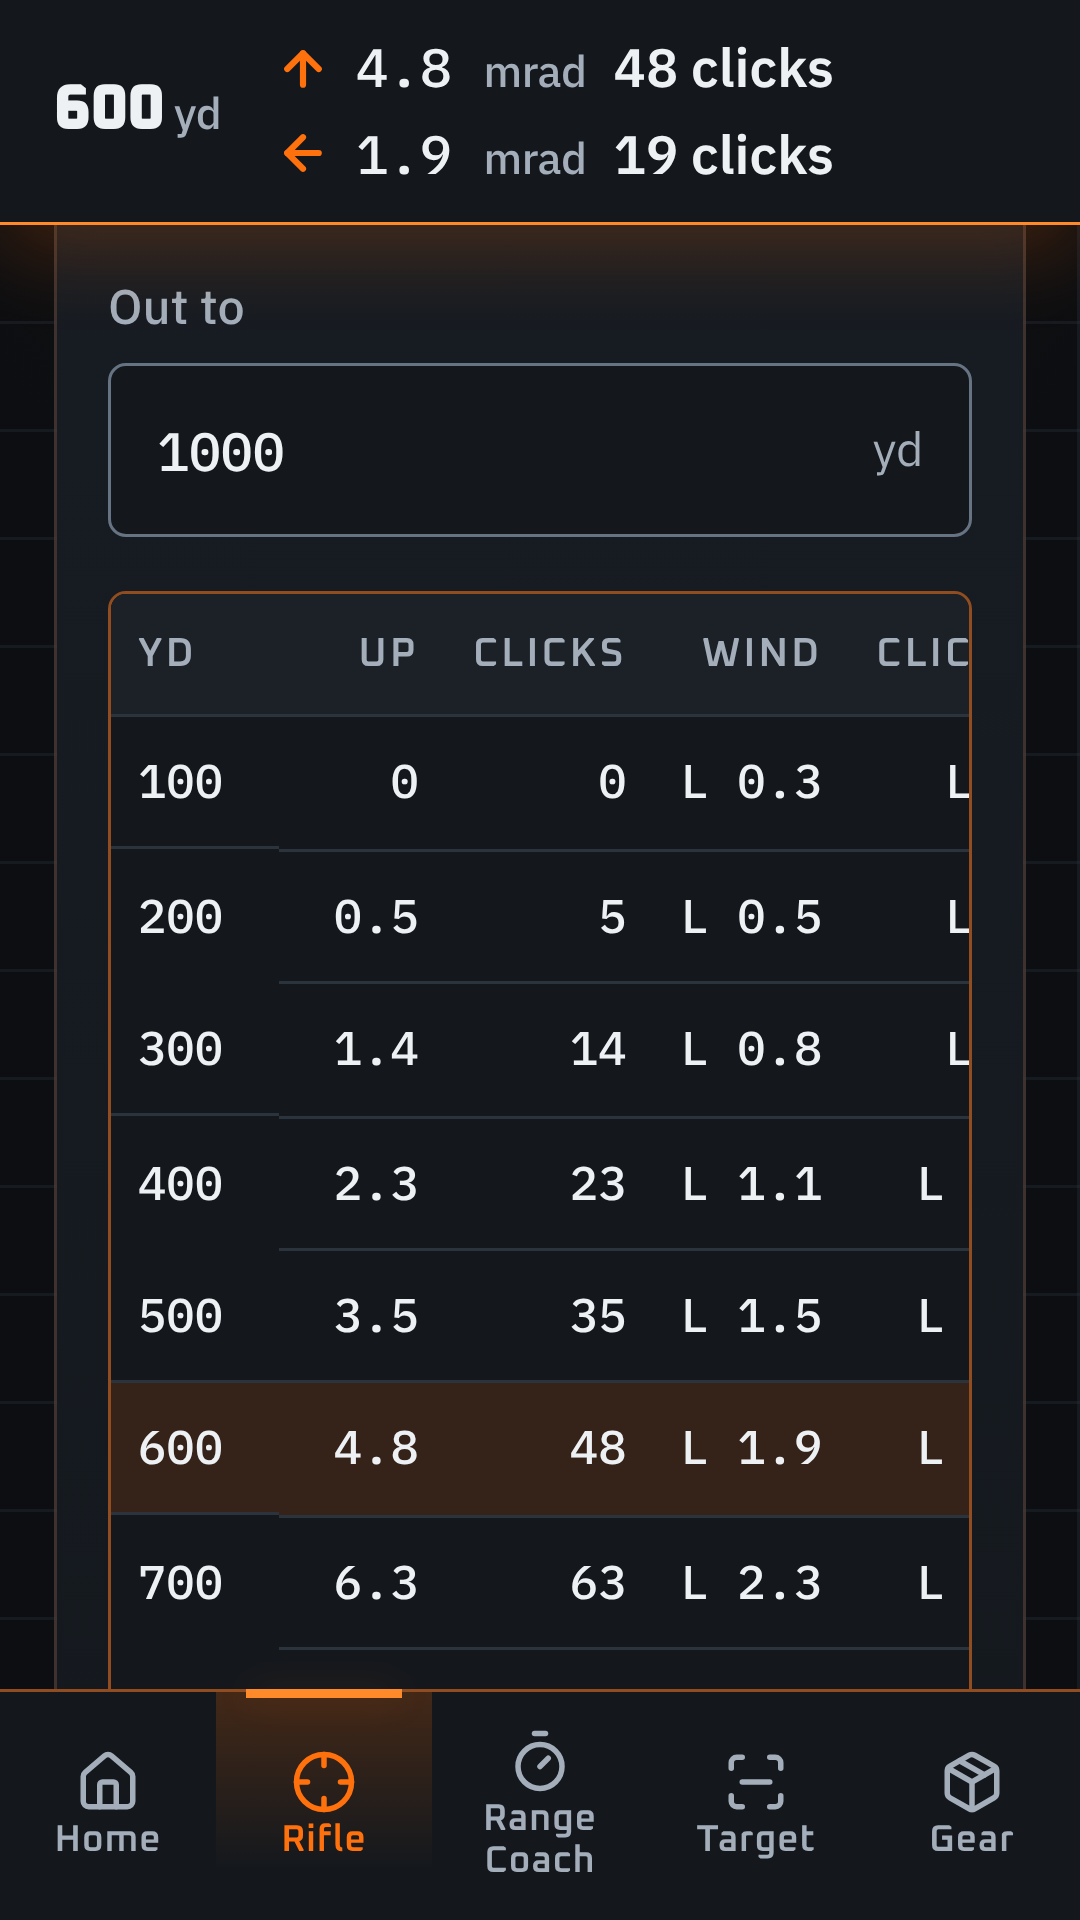 600 yd
↑ 4.8 mrad 48 clicks
← 1.9 mrad 19 clicks
Out to
1000 yd
YD UP CLICKS WIND CLIC
100 0 0 L 0.3 L
200 0.5 5 L 0.5 L
300 1.4 14 L 0.8 L
400 2.3 23 L 1.1 L
500 3.5 35 L 1.5 L
600 4.8 48 L 1.9 L
700 6.3 63 L 2.3 L
Home
Rifle
Range
Coach
Target
Gear